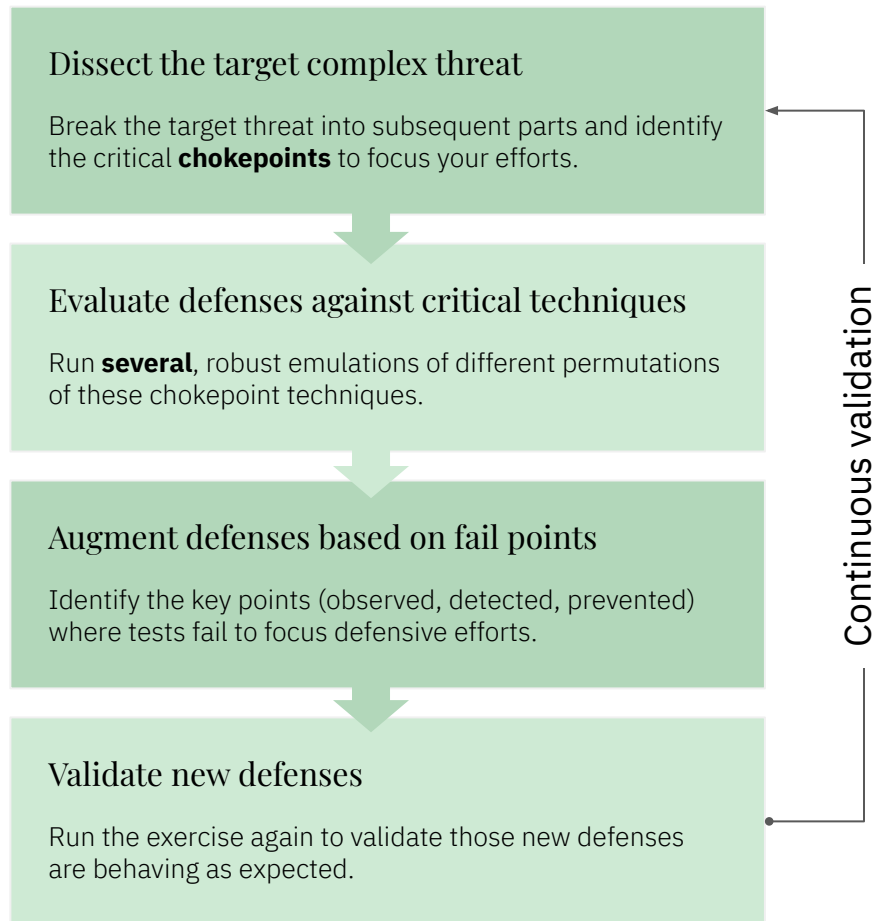 Dissect the target complex threat
Break the target threat into subsequent parts and identify
the critical chokepoints to focus your efforts.
Evaluate defenses against critical techniques
Run several, robust emulations of different permutations
of these chokepoint techniques.
Augment defenses based on fail points
Identify the key points (observed, detected, prevented)
where tests fail to focus defensive efforts.
Validate new defenses
Run the exercise again to validate those new defenses
are behaving as expected.
Continuous validation